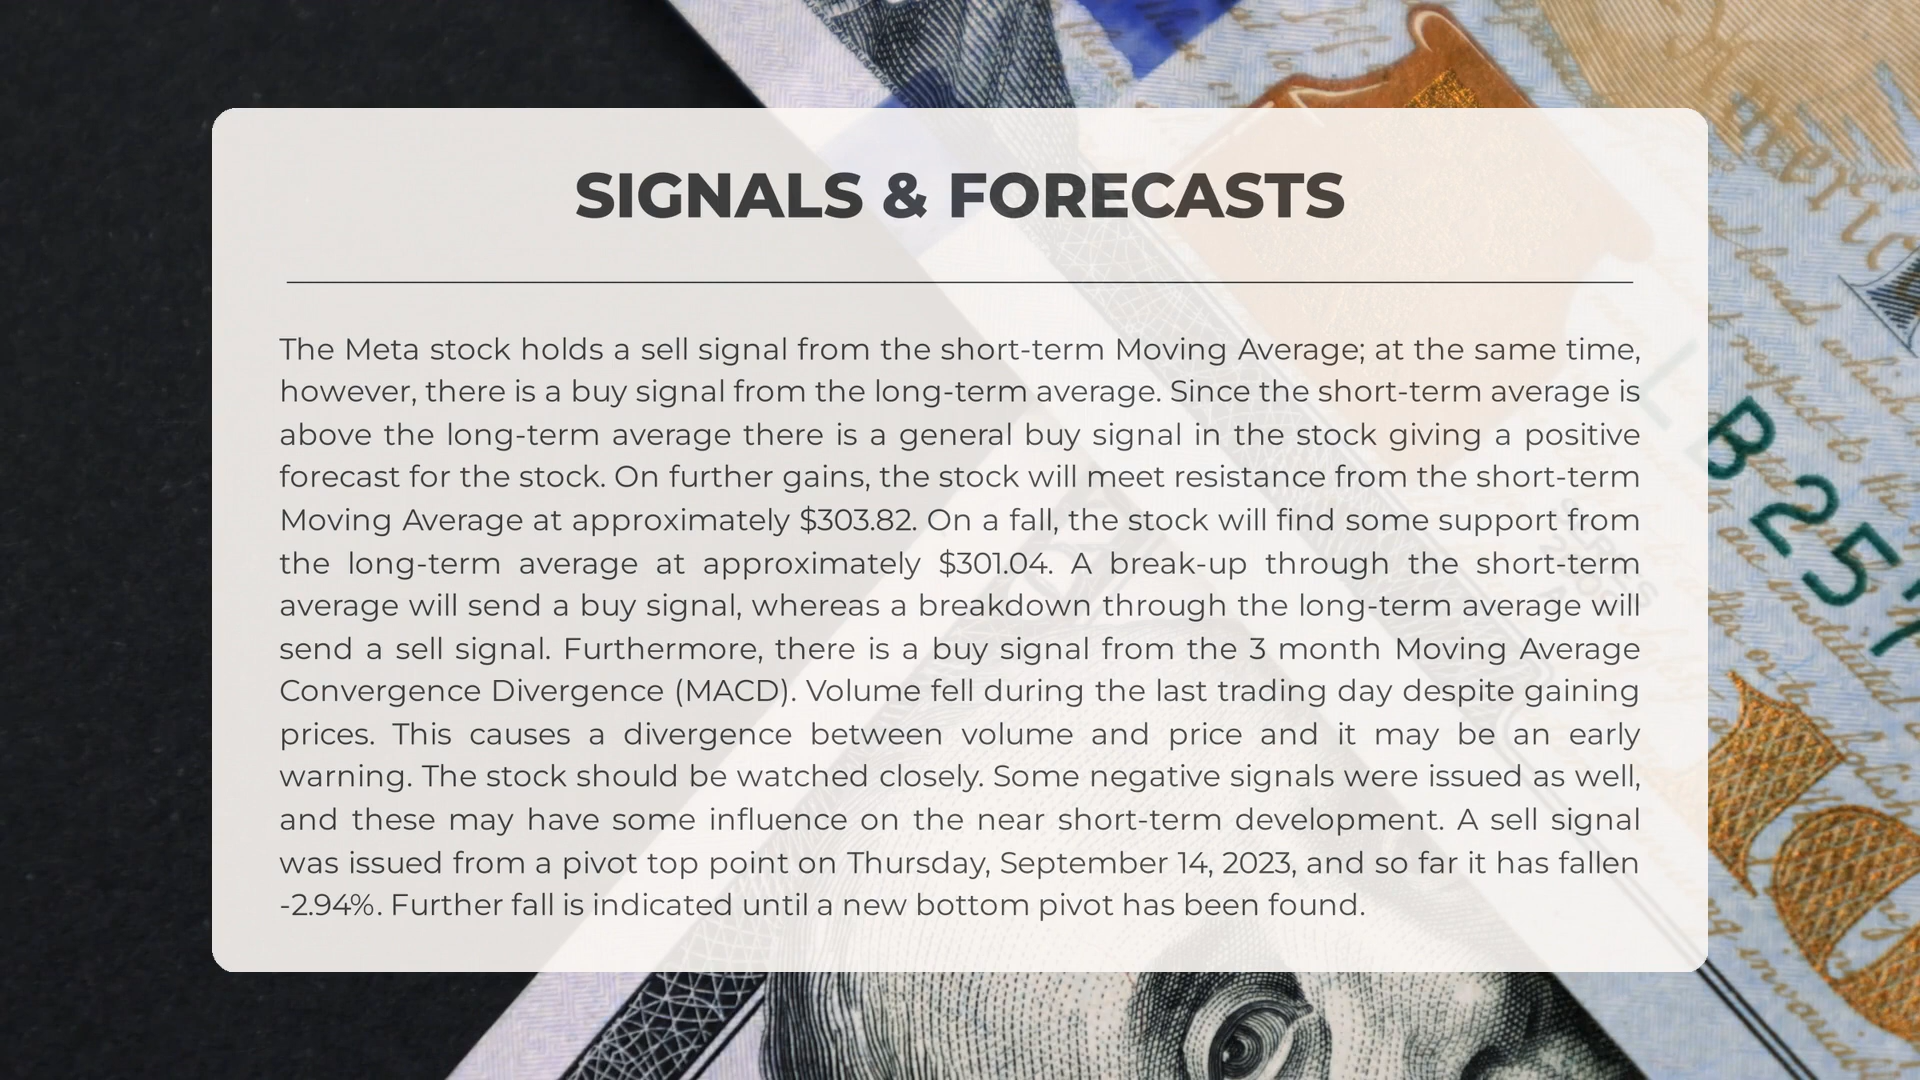 SIGNALS & FORECASTS
The Meta stock holds a sell signal from the short-term Moving Average; at the same time,
however, there is a buy signal from the long-term average. Since the short-term average is
above the long-term average there is a general buy signal in the stock giving a positive
forecast for the stock. On further gains, the stock will meet resistance from the short-term
Moving Average at approximately $303.82. On a fall, the stock will find some support from
the long-term average at approximately $301.04. A break-up through the short-term
average will send a buy signal, whereas a breakdown through the long-term average will
send a sell signal. Furthermore, there is a buy signal from the 3 month Moving Average
Convergence Divergence (MACD). Volume fell during the last trading day despite gaining
prices. This causes a divergence between volume and price and it may be an early
warning. The stock should be watched closely. Some negative signals were issued as well,
and these may have some influence on the near short-term development. A sell signal
was issued from a pivot top point on Thursday, September 14, 2023, and so far it has fallen
-2.94%. Further fall is indicated until a new bottom pivot has been found.